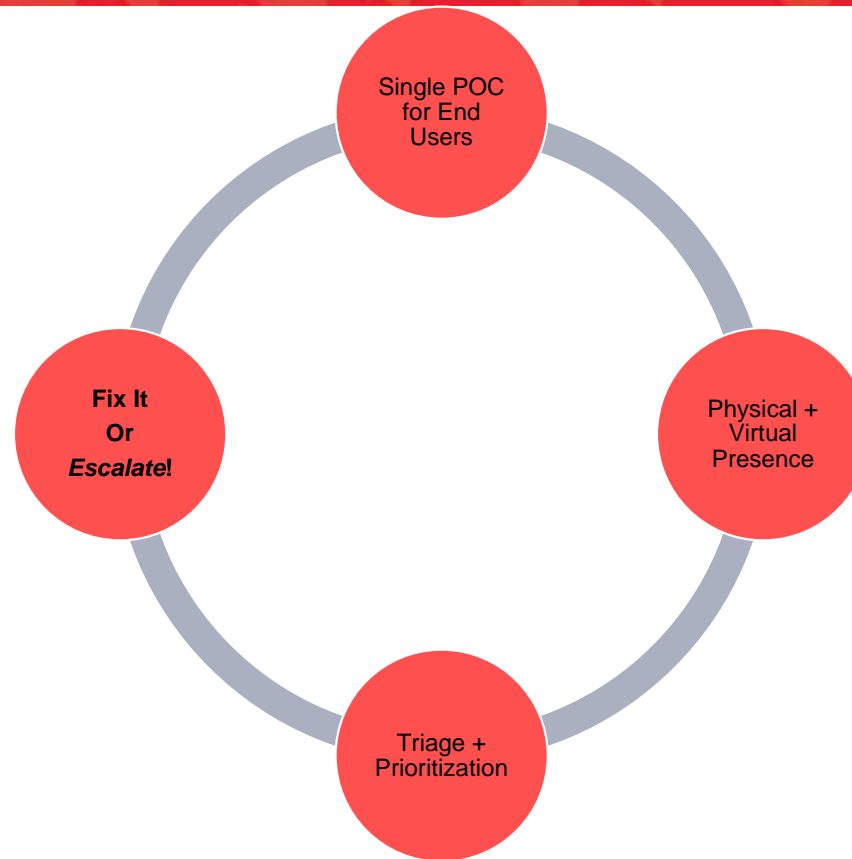 Single POC
for End
Users
Physical +
Virtual
Presence
Triage +
Prioritization
Fix It
Or
Escalate!